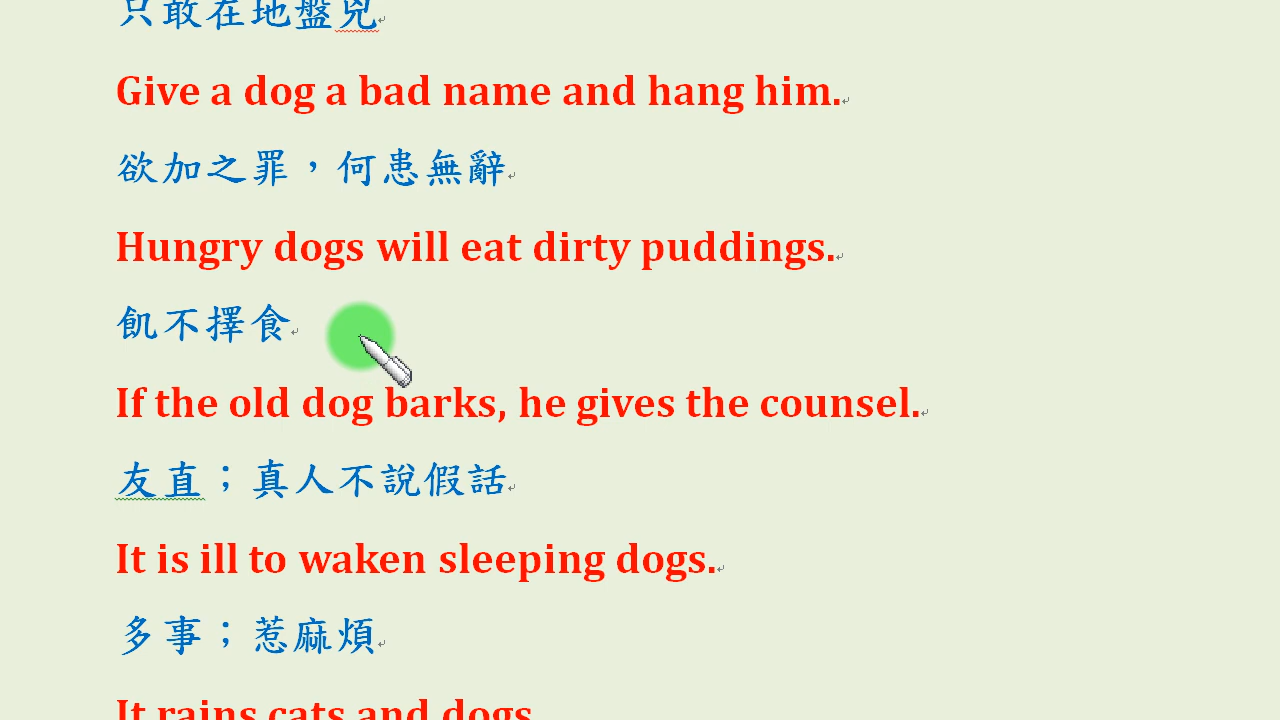 只敢在地盤兇
Give a dog a bad name and hang him.
欲加之罪，何患無辭
Hungry dogs will eat dirty puddings.
飢不擇食
If the old dog barks, he gives the counsel.
友直；真人不說假話
It is ill to waken sleeping dogs.
多事；惹麻煩
It rains cats and dogs